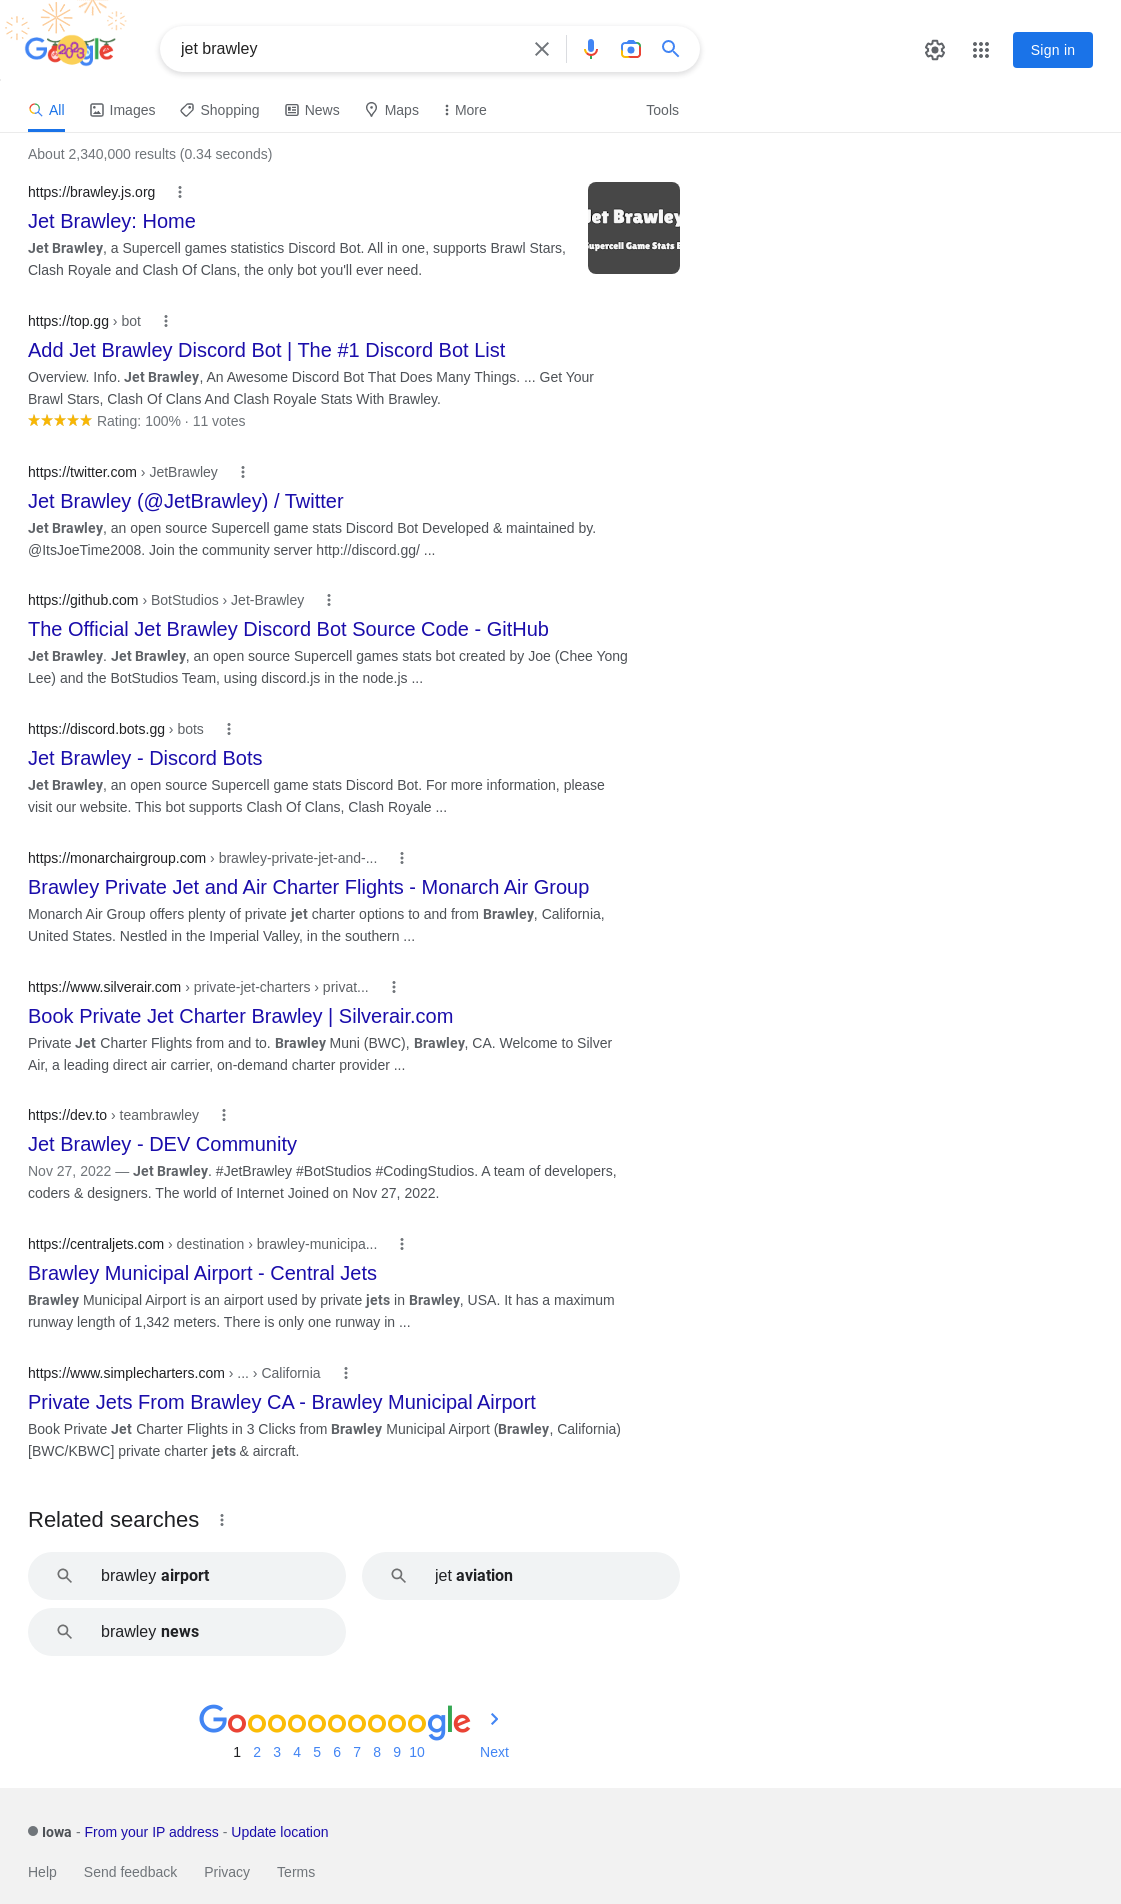 Google
jet brawley
Sign in
All
Images
Shopping
News
Maps
More
Tools
About 2,340,000 results (0.34 seconds)
https://brawley.js.org
Jet Brawley: Home
Jet Brawley, a Supercell games statistics Discord Bot. All in one, supports Brawl Stars,
Clash Royale and Clash Of Clans, the only bot you'll ever need.
Jet Brawley
Supercell Game Stats
https://top.gg › bot
Add Jet Brawley Discord Bot | The #1 Discord Bot List
Overview. Info. Jet Brawley, An Awesome Discord Bot That Does Many Things. ... Get Your
Brawl Stars, Clash Of Clans And Clash Royale Stats With Brawley.
Rating: 100% · 11 votes
https://twitter.com › JetBrawley
Jet Brawley (@JetBrawley) / Twitter
Jet Brawley, an open source Supercell game stats Discord Bot Developed & maintained by.
@ItsJoeTime2008. Join the community server http://discord.gg/ ...
https://github.com › BotStudios › Jet-Brawley
The Official Jet Brawley Discord Bot Source Code - GitHub
Jet Brawley. Jet Brawley, an open source Supercell games stats bot created by Joe (Chee Yong
Lee) and the BotStudios Team, using discord.js in the node.js ...
https://discord.bots.gg › bots
Jet Brawley - Discord Bots
Jet Brawley, an open source Supercell game stats Discord Bot. For more information, please
visit our website. This bot supports Clash Of Clans, Clash Royale ...
https://monarchairgroup.com › brawley-private-jet-and-...
Brawley Private Jet and Air Charter Flights - Monarch Air Group
Monarch Air Group offers plenty of private jet charter options to and from Brawley, California,
United States. Nestled in the Imperial Valley, in the southern ...
https://www.silverair.com › private-jet-charters › privat...
Book Private Jet Charter Brawley | Silverair.com
Private Jet Charter Flights from and to. Brawley Muni (BWC), Brawley, CA. Welcome to Silver
Air, a leading direct air carrier, on-demand charter provider ...
https://dev.to › teambrawley
Jet Brawley - DEV Community
Nov 27, 2022 — Jet Brawley. #JetBrawley #BotStudios #CodingStudios. A team of developers,
coders & designers. The world of Internet Joined on Nov 27, 2022.
https://centraljets.com › destination › brawley-municipa...
Brawley Municipal Airport - Central Jets
Brawley Municipal Airport is an airport used by private jets in Brawley, USA. It has a maximum
runway length of 1,342 meters. There is only one runway in ...
https://www.simplecharters.com › ... › California
Private Jets From Brawley CA - Brawley Municipal Airport
Book Private Jet Charter Flights in 3 Clicks from Brawley Municipal Airport (Brawley, California)
[BWC/KBWC] private charter jets & aircraft.
Related searches
brawley airport
jet aviation
brawley news
Goooooooooogle
1 2 3 4 5 6 7 8 9 10 Next
Iowa - From your IP address - Update location
Help Send feedback Privacy Terms